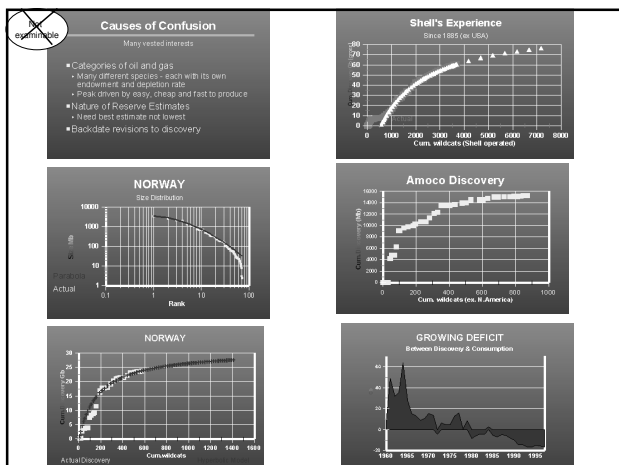 Not
examinable
Causes of Confusion
Many vested interests
Categories of oil and gas
Many different species - each with its own
endowment and depletion rate
Peak driven by easy, cheap and fast to produce
Nature of Reserve Estimates
Need best estimate not lowest
Backdate revisions to discovery
Shell's Experience
Since 1885 (ex USA)
80
70
60
50
40
30
20
10
0
Actual
0 1000 2000 3000 4000 5000 6000 7000 8000
Cum. wildcats (Shell operated)
NORWAY
Size Distribution
10000
1000
100
10
1
Parabola
Actual
0.1 1 10 100
Rank
Amoco Discovery
16000
14000
12000
10000
8000
6000
4000
2000
0
0 200 400 600 800 1000
Cum. wildcats (ex. N.America)
NORWAY
30
25
20
15
10
5
0
0 200 400 600 800 1000 1200 1400 1600
Cum.wildcats
Actual Discovery
GROWING DEFICIT
Between Discovery & Consumption
60
40
20
0
-20
1960 1965 1970 1975 1980 1985 1990 1995